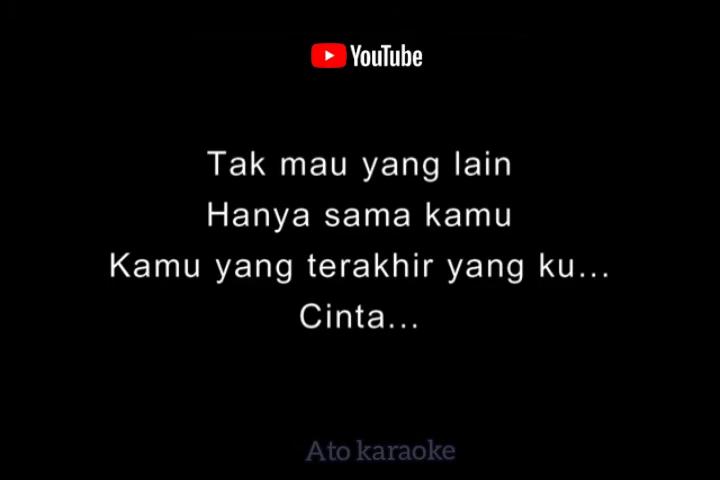 YouTube
Tak mau yang lain
Hanya sama kamu
Kamu yang terakhir yang ku...
Cinta...
Ato karaoke